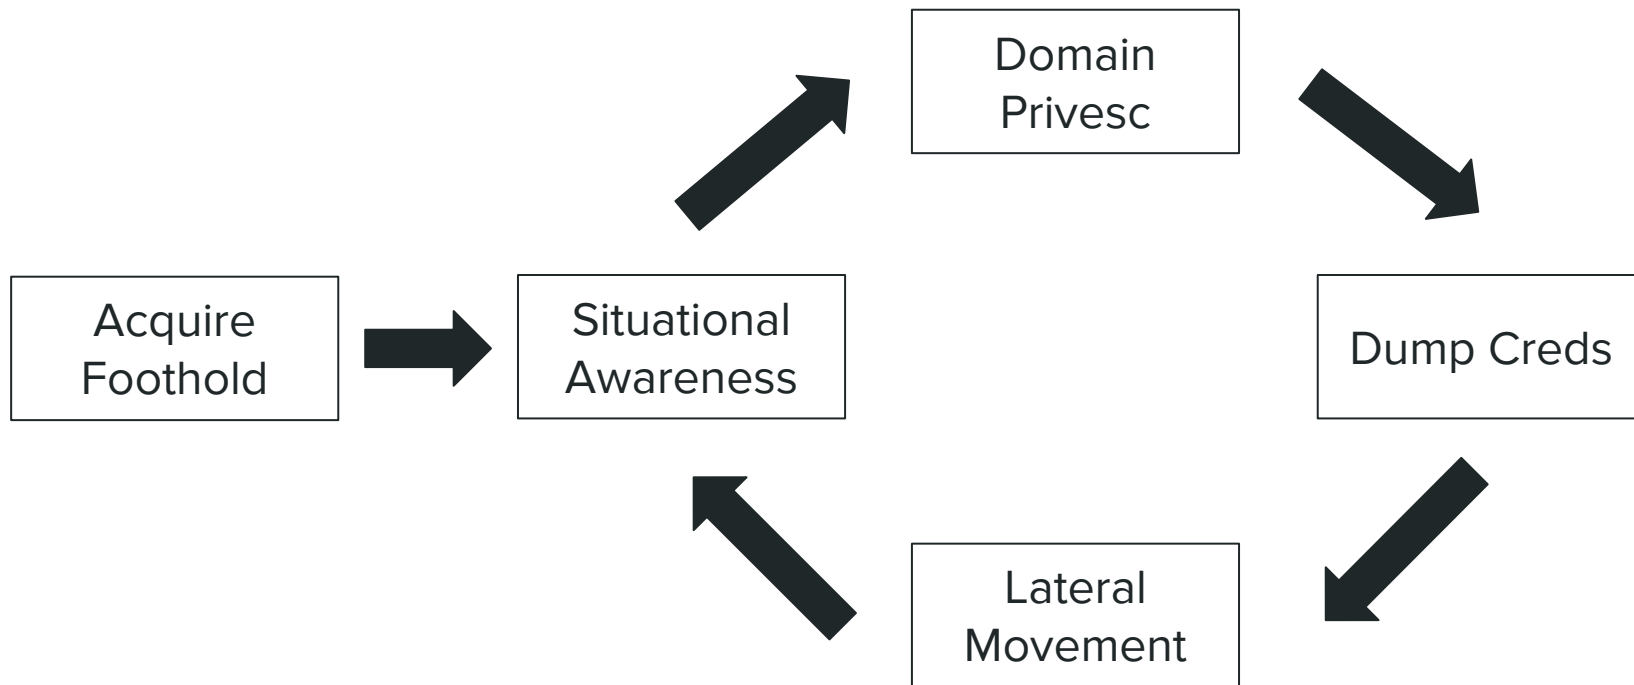 Domain
Privesc
Acquire
Foothold
Situational
Awareness
Dump Creds
Lateral
Movement